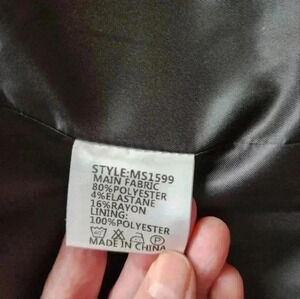 STYLE:MS1599
MAIN FABRIC
80%POLYESTER
4%ELASTANE
16%RAYON
LINING:
100%POLYESTER
MADE IN CHINA